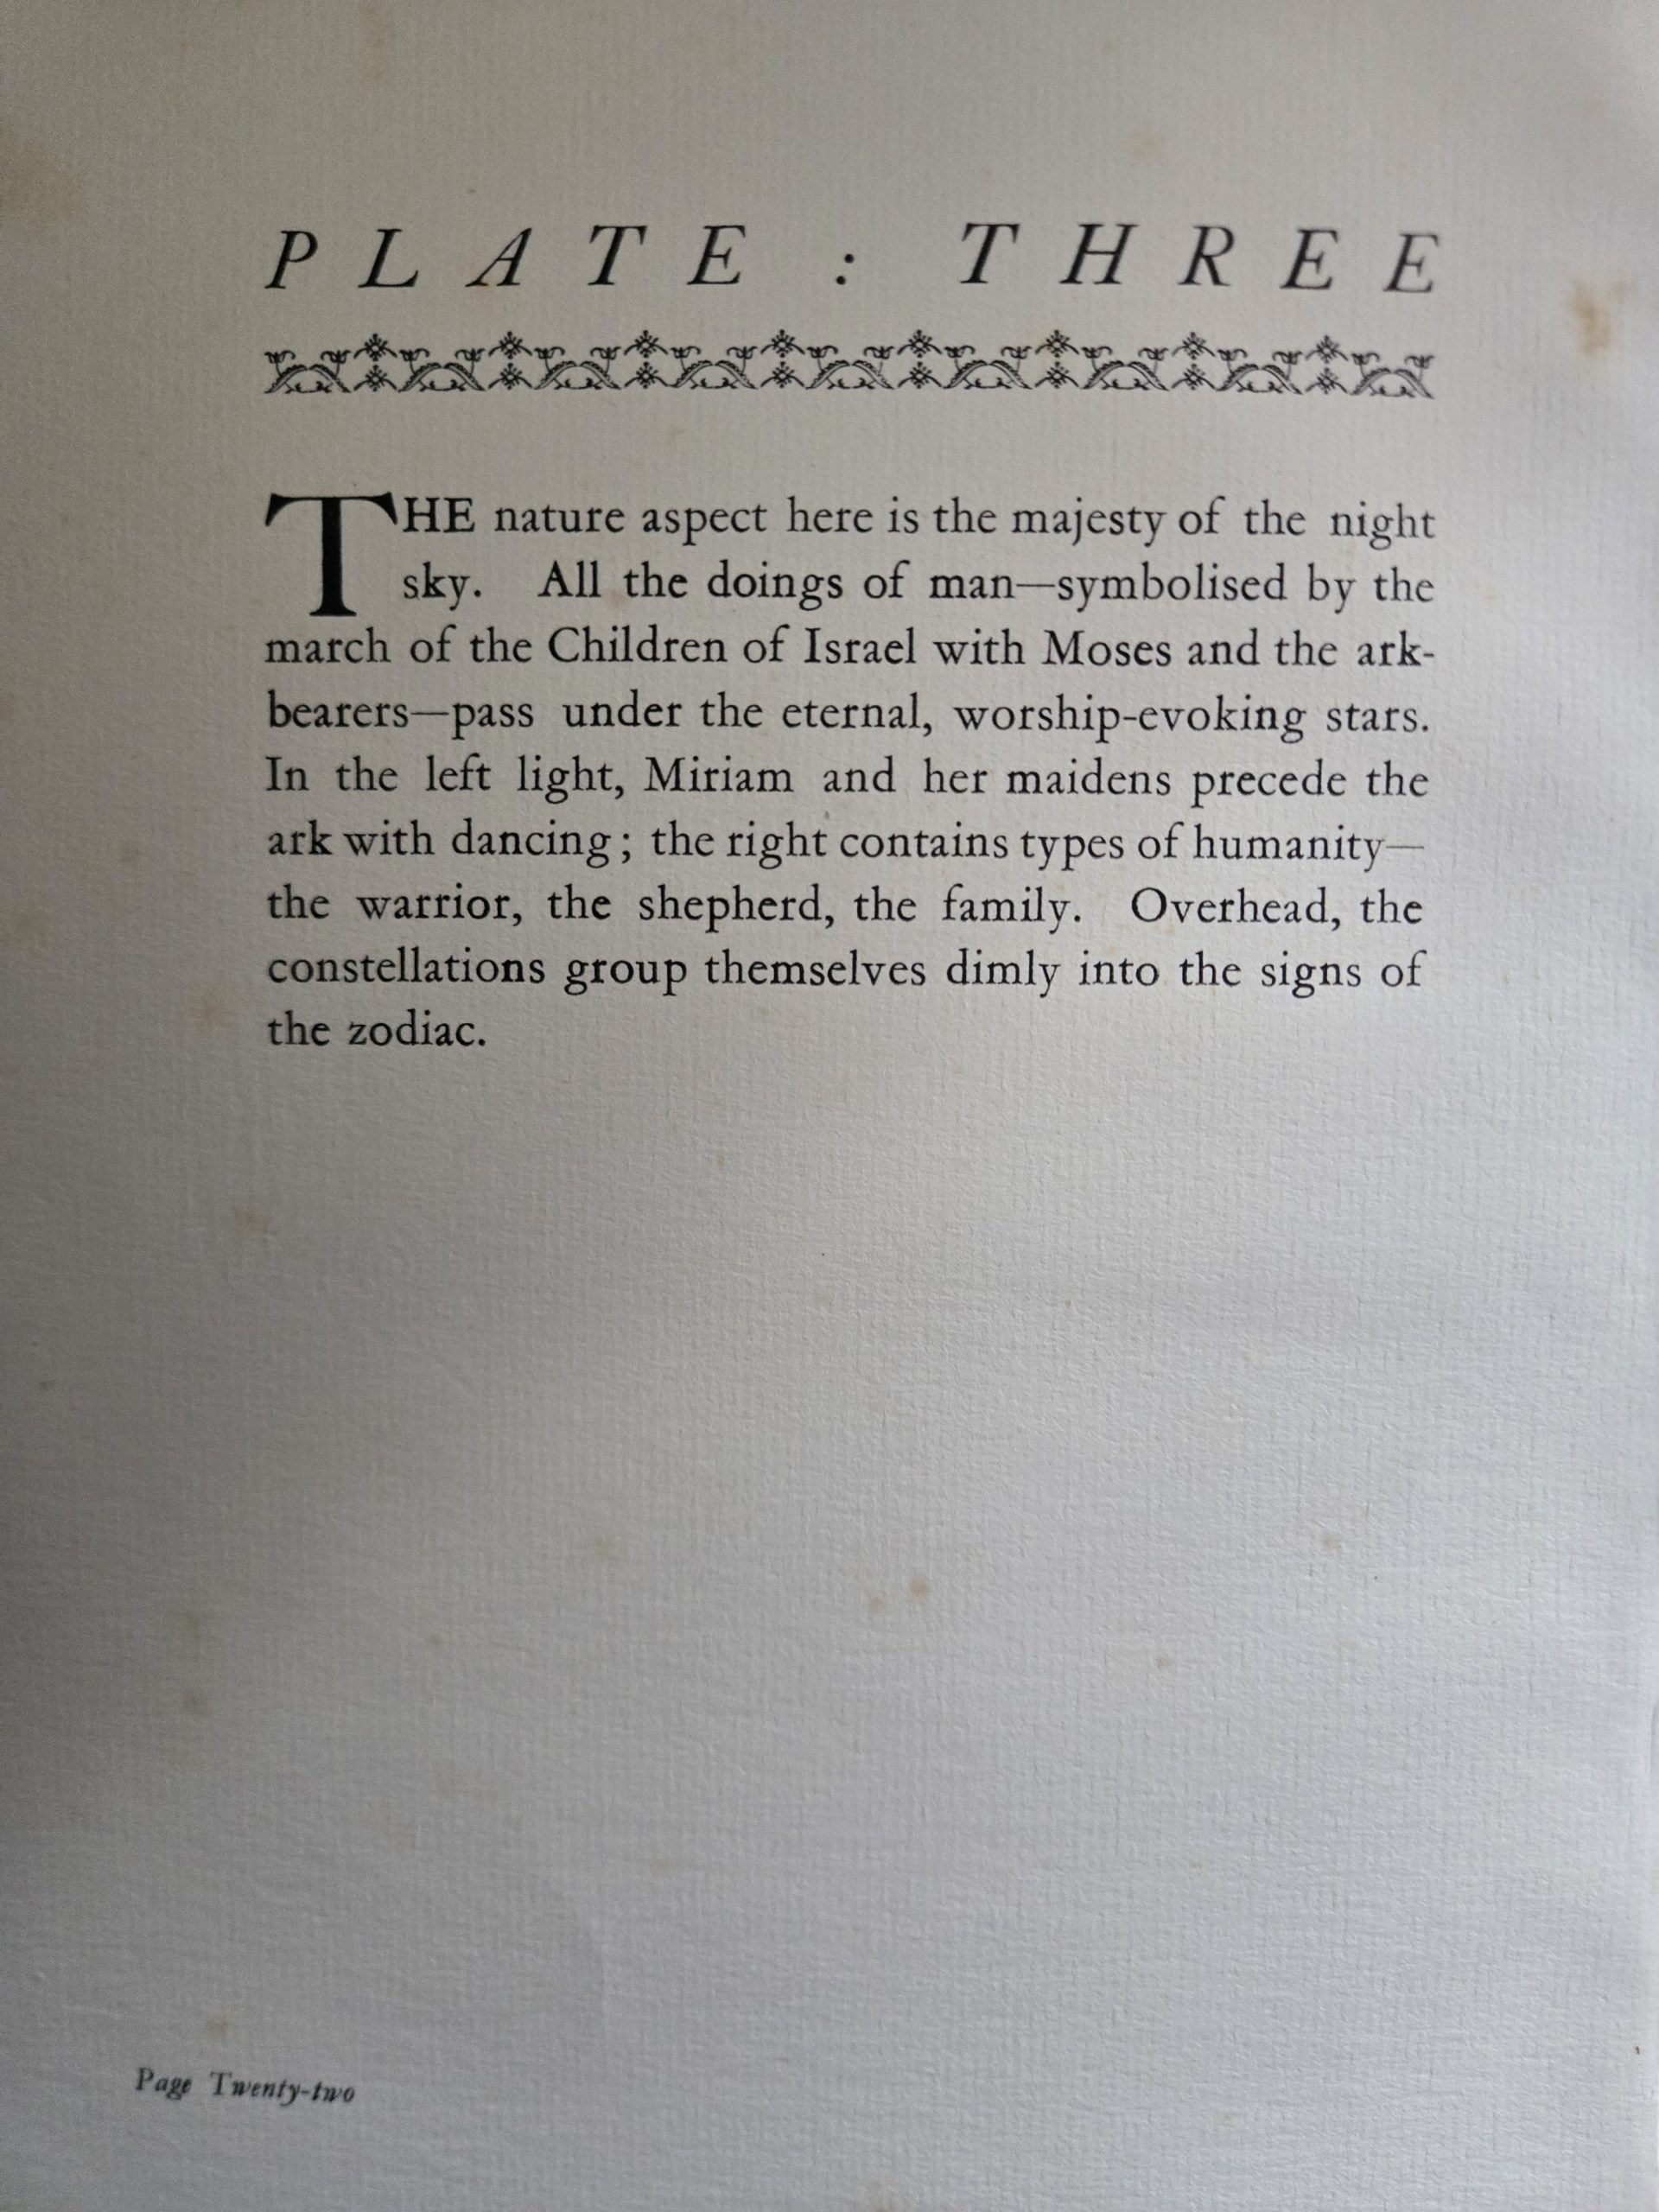 PLATE : THREE
THE nature aspect here is the majesty of the night
sky. All the doings of man—symbolised by the
march of the Children of Israel with Moses and the ark-
bearers—pass under the eternal, worship-evoking stars.
In the left light, Miriam and her maidens precede the
ark with dancing; the right contains types of humanity—
the warrior, the shepherd, the family. Overhead, the
constellations group themselves dimly into the signs of
the zodiac.
Page Twenty-two